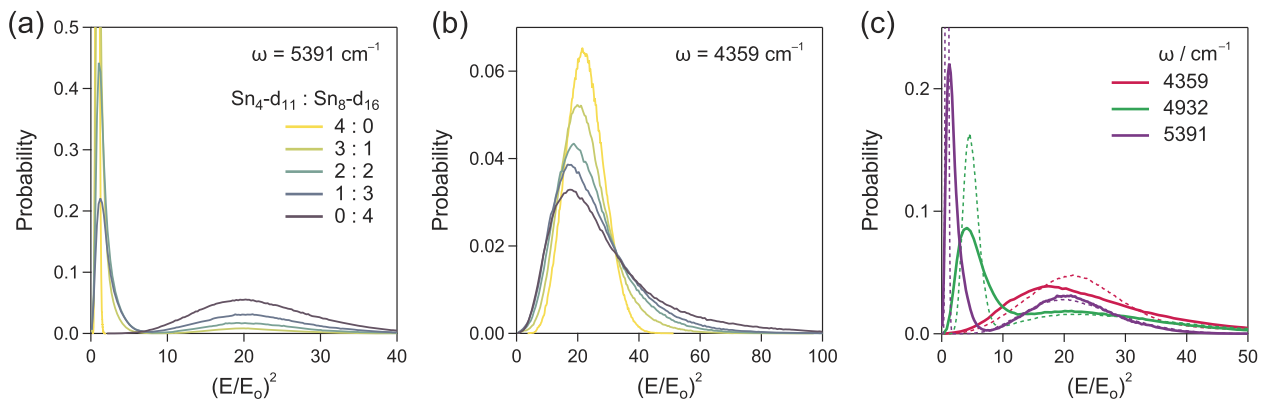 (a)
0.5
0.4
0.3
0.2
0.1
0.0
Probability
ω = 5391 cm⁻¹
Sn₄-d₁₁ : Sn₈-d₁₆
4 : 0
3 : 1
2 : 2
1 : 3
0 : 4
0 10 20 30 40
(E/Eₒ)²
(b)
0.06
0.04
0.02
0.00
Probability
ω = 4359 cm⁻¹
0 20 40 60 80 100
(E/Eₒ)²
(c)
0.2
0.1
0.0
Probability
ω / cm⁻¹
4359
4932
5391
0 10 20 30 40 50
(E/Eₒ)²